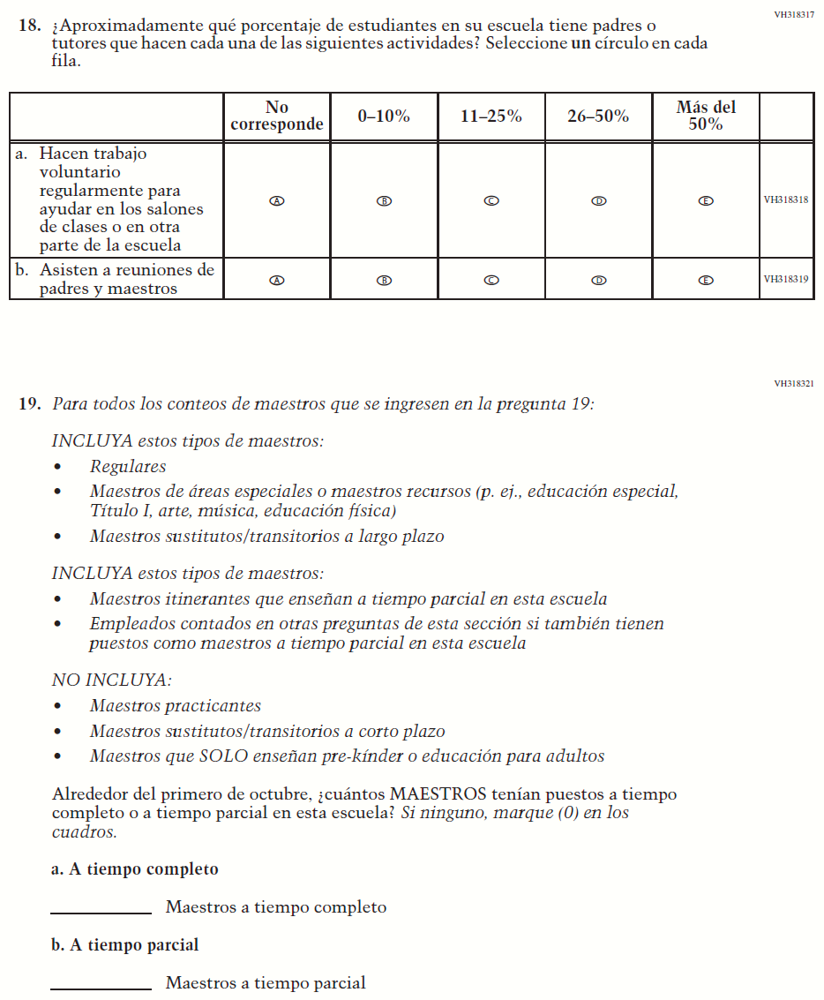 VH318317
18. ¿Aproximadamente qué porcentaje de estudiantes en su escuela tiene padres o
tutores que hacen cada una de las siguientes actividades? Seleccione un círculo en cada
fila.
No corresponde 0–10% 11–25% 26–50% Más del 50%
a. Hacen trabajo
voluntario
regularmente para
ayudar en los salones
de clases o en otra
parte de la escuela
A B C D E VH318318
b. Asisten a reuniones de
padres y maestros
A B C D E VH318319
VH318321
19. Para todos los conteos de maestros que se ingresen en la pregunta 19:
INCLUYA estos tipos de maestros:
• Regulares
• Maestros de áreas especiales o maestros recursos (p. ej., educación especial,
Título I, arte, música, educación física)
• Maestros sustitutos/transitorios a largo plazo
INCLUYA estos tipos de maestros:
• Maestros itinerantes que enseñan a tiempo parcial en esta escuela
• Empleados contados en otras preguntas de esta sección si también tienen
puestos como maestros a tiempo parcial en esta escuela
NO INCLUYA:
• Maestros practicantes
• Maestros sustitutos/transitorios a corto plazo
• Maestros que SOLO enseñan pre-kínder o educación para adultos
Alrededor del primero de octubre, ¿cuántos MAESTROS tenían puestos a tiempo
completo o a tiempo parcial en esta escuela? Si ninguno, marque (0) en los
cuadros.
a. A tiempo completo
Maestros a tiempo completo
b. A tiempo parcial
Maestros a tiempo parcial